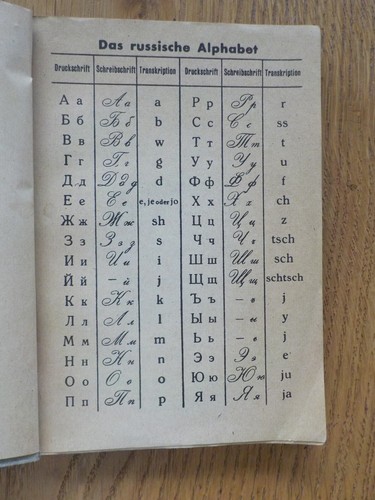 Das russische Alphabet
Druckschrift Schreibschrift Transkription Druckschrift Schreibschrift Transkription
А а А а a Р р Р р r
Б б Б б b С с С с ss
В в В в w Т т Т т t
Г г Г г g У у У у u
Д д Д д д d Ф ф Ф ф f
Е е Е е e, je oder jo Х х Х х ch
Ж ж Ж ж sh Ц ц Ц ц z
З з З з з s Ч ч Ч ч tsch
И и И и i Ш ш Ш ш sch
Й й – й j Щ щ Щ щ schtsch
К к К к k Ъ ъ – ъ j
Л л Л л l Ы ы – ы y
М м М м m Ь ь – ь j
Н н Н н n Э э Э э e
О о О о o Ю ю Ю ю ju
П п П п p Я я Я я ja